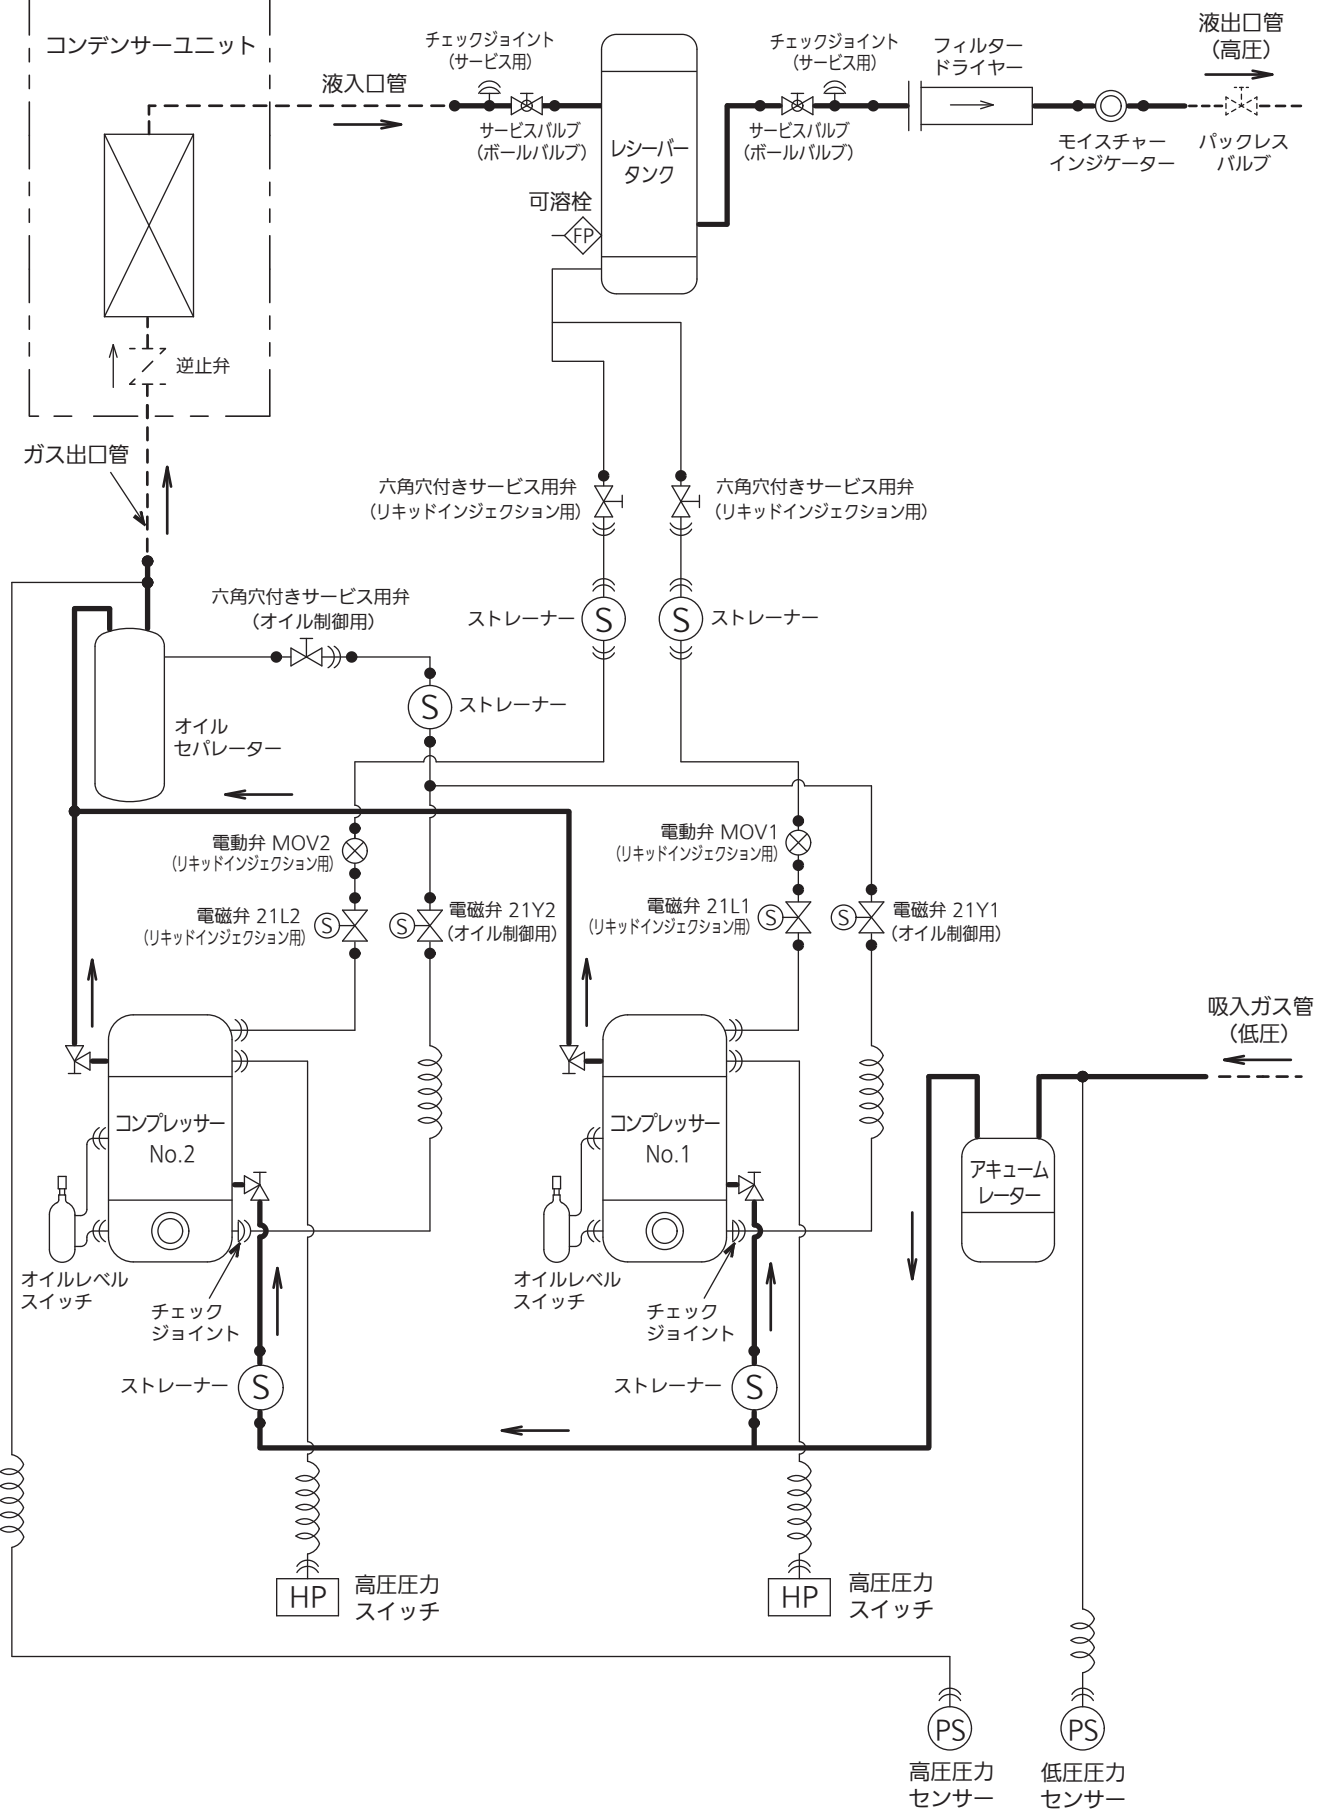 コンデンサーユニット
液入口管
チェックジョイント
(サービス用)
サービスバルブ
(ボールバルブ)
レシーバー
タンク
可溶栓
FP
チェックジョイント
(サービス用)
サービスバルブ
(ボールバルブ)
フィルター
ドライヤー
モイスチャー
インジケーター
液出口管
(高圧)
パックレス
バルブ
逆止弁
ガス出口管
六角穴付きサービス用弁
(リキッドインジェクション用)
六角穴付きサービス用弁
(リキッドインジェクション用)
六角穴付きサービス用弁
(オイル制御用)
ストレーナー
S
S
ストレーナー
S
ストレーナー
オイル
セパレーター
電動弁 MOV2
(リキッドインジェクション用)
電動弁 MOV1
(リキッドインジェクション用)
電磁弁 21L2
(リキッドインジェクション用)
S
S
電磁弁 21Y2
(オイル制御用)
電磁弁 21L1
(リキッドインジェクション用)
S
S
電磁弁 21Y1
(オイル制御用)
吸入ガス管
(低圧)
コンプレッサー
No.2
コンプレッサー
No.1
アキューム
レーター
オイルレベル
スイッチ
チェック
ジョイント
オイルレベル
スイッチ
チェック
ジョイント
ストレーナー
S
ストレーナー
S
HP
高圧圧力
スイッチ
HP
高圧圧力
スイッチ
PS
高圧圧力
センサー
PS
低圧圧力
センサー